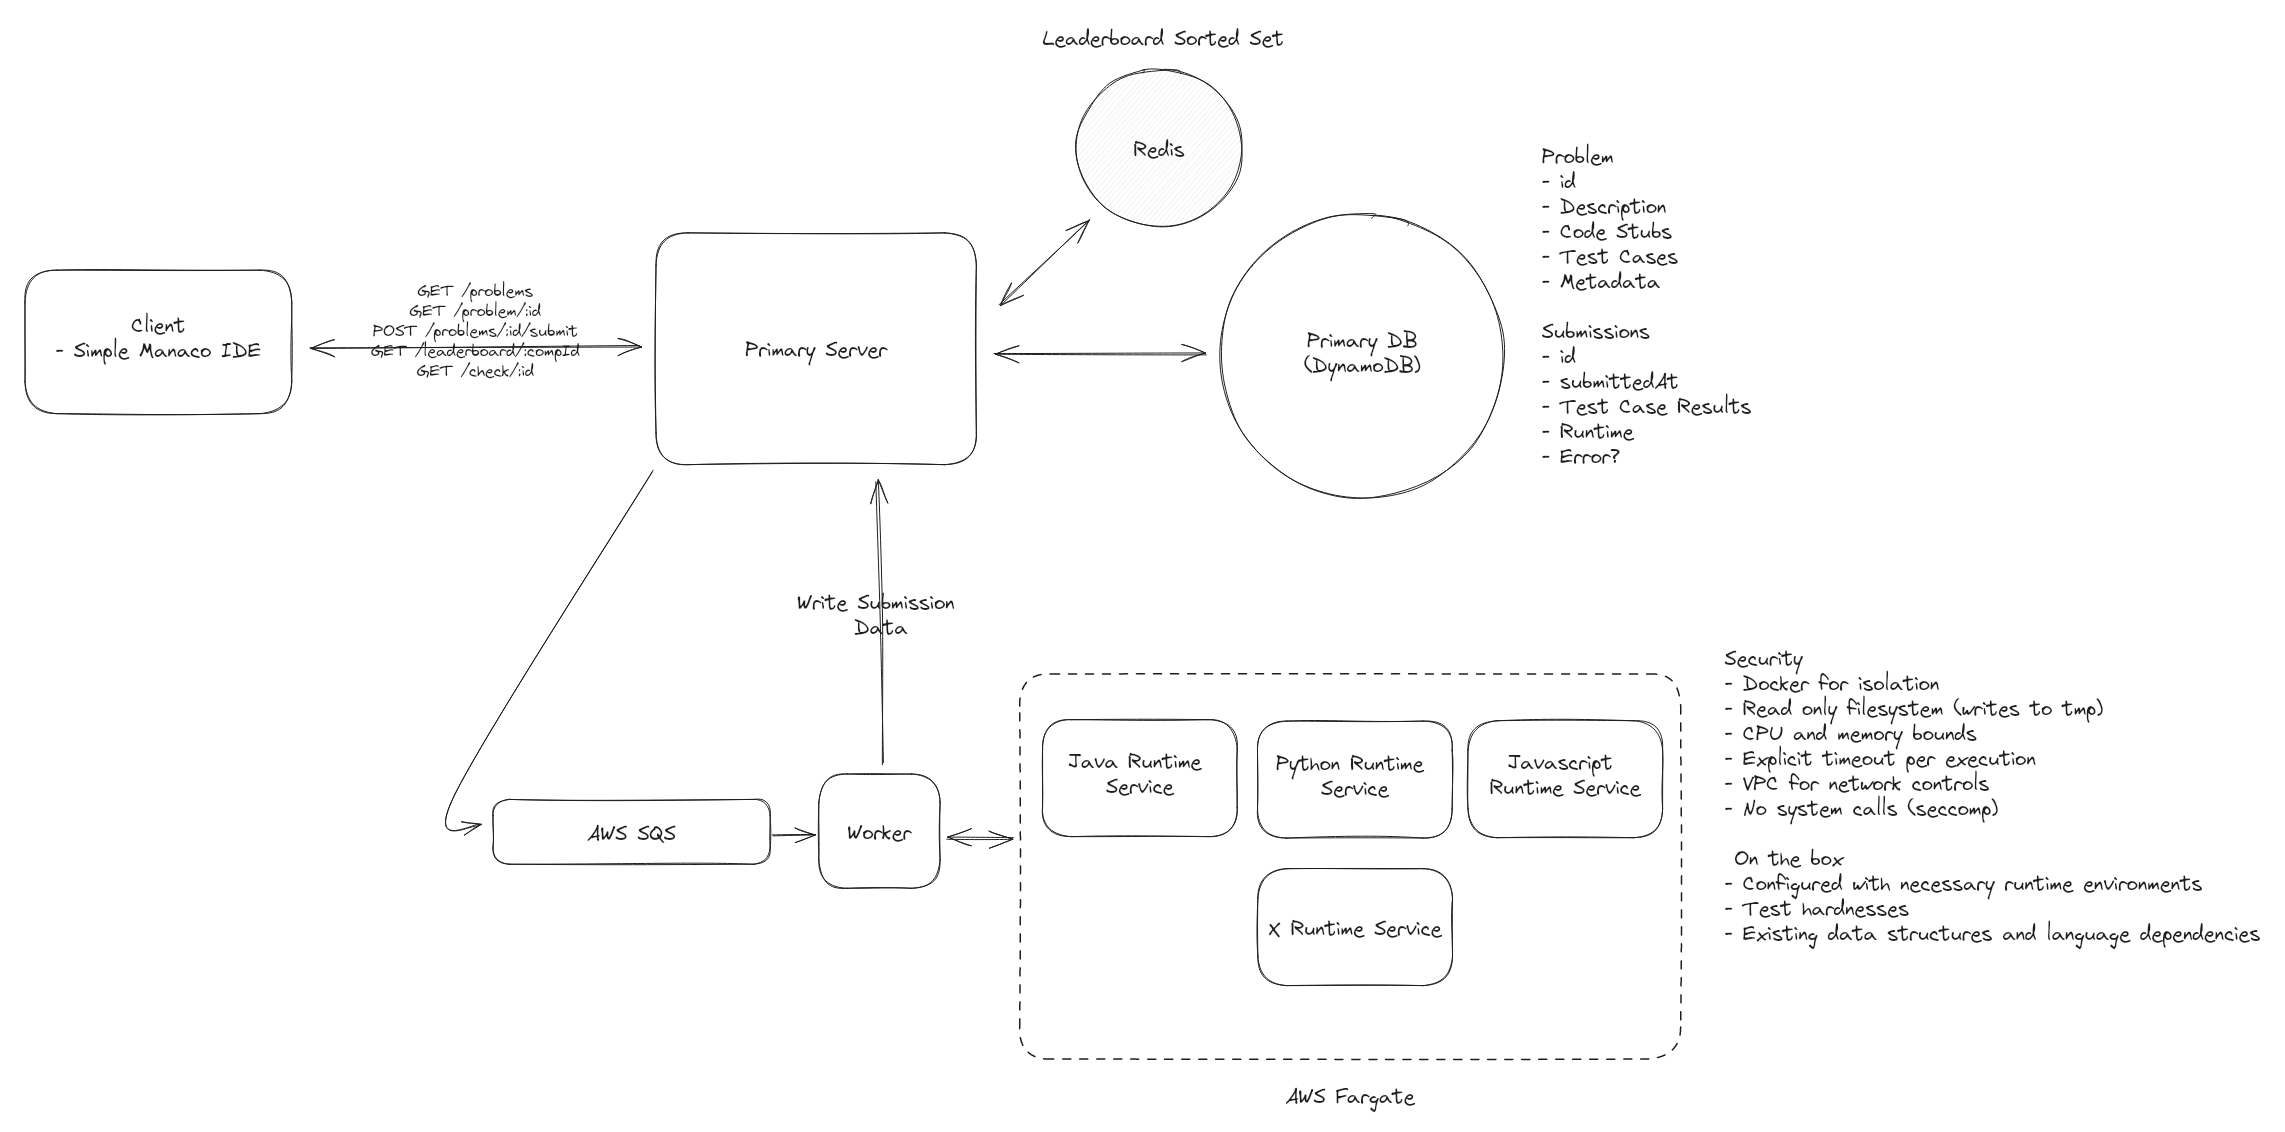 Leaderboard Sorted Set
Redis
Problem
- id
- Description
- Code Stubs
- Test Cases
- Metadata
Submissions
- id
- submittedAt
- Test Case Results
- Runtime
- Error?
Client
- Simple Manaco IDE
GET /problems
GET /problem/:id
POST /problems/:id/submit
GET /leaderboard/:compId
GET /check/:id
Primary Server
Primary DB
(DynamoDB)
Write Submission
Data
AWS SQS
Worker
Java Runtime
Service
Python Runtime
Service
Javascript
Runtime Service
X Runtime Service
AWS Fargate
Security
- Docker for isolation
- Read only filesystem (writes to tmp)
- CPU and memory bounds
- Explicit timeout per execution
- VPC for network controls
- No system calls (seccomp)
On the box
- Configured with necessary runtime environments
- Test hardnesses
- Existing data structures and language dependencies